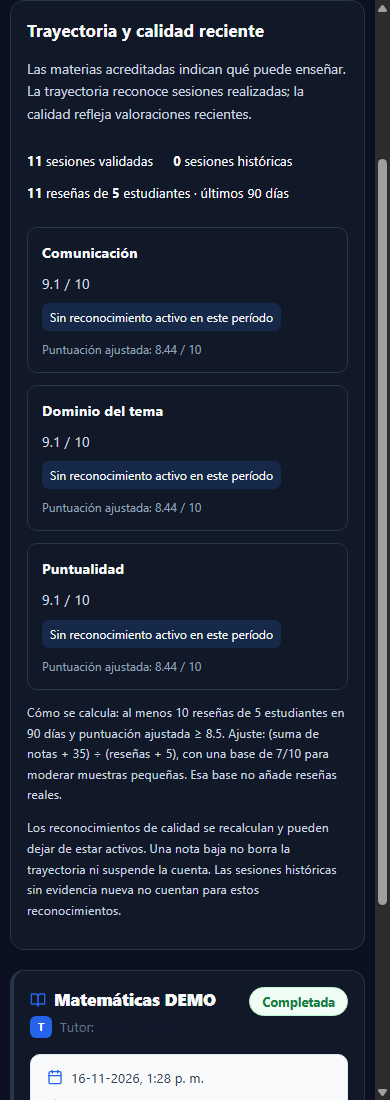 Trayectoria y calidad reciente
Las materias acreditadas indican qué puede enseñar.
La trayectoria reconoce sesiones realizadas; la
calidad refleja valoraciones recientes.
11 sesiones validadas 0 sesiones históricas
11 reseñas de 5 estudiantes · últimos 90 días
Comunicación
9.1 / 10
Sin reconocimiento activo en este período
Puntuación ajustada: 8.44 / 10
Dominio del tema
9.1 / 10
Sin reconocimiento activo en este período
Puntuación ajustada: 8.44 / 10
Puntualidad
9.1 / 10
Sin reconocimiento activo en este período
Puntuación ajustada: 8.44 / 10
Cómo se calcula: al menos 10 reseñas de 5 estudiantes en
90 días y puntuación ajustada ≥ 8.5. Ajuste: (suma de
notas + 35) ÷ (reseñas + 5), con una base de 7/10 para
moderar muestras pequeñas. Esa base no añade reseñas
reales.
Los reconocimientos de calidad se recalculan y pueden
dejar de estar activos. Una nota baja no borra la
trayectoria ni suspende la cuenta. Las sesiones históricas
sin evidencia nueva no cuentan para estos
reconocimientos.
Matemáticas DEMO
Completada
T Tutor:
16-11-2026, 1:28 p. m.